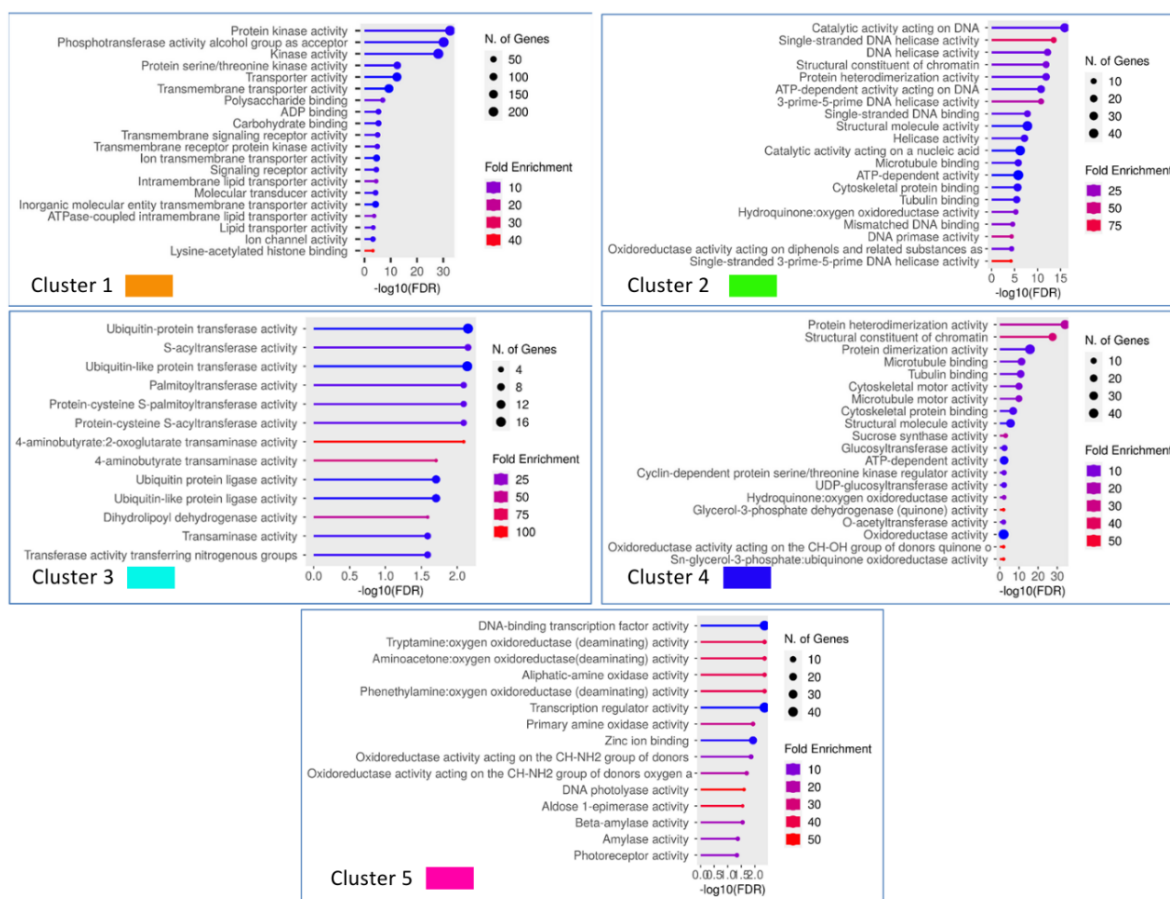 Protein kinase activity
Phosphotransferase activity alcohol group as acceptor
Kinase activity
Protein serine/threonine kinase activity
Transporter activity
Transmembrane transporter activity
Polysaccharide binding
ADP binding
Carbohydrate binding
Transmembrane signaling receptor activity
Transmembrane receptor protein kinase activity
Ion transmembrane transporter activity
Signaling receptor activity
Intramembrane lipid transporter activity
Molecular transducer activity
Inorganic molecular entity transmembrane transporter activity
ATPase-coupled intramembrane lipid transporter activity
Lipid transporter activity
Ion channel activity
Lysine-acetylated histone binding
0 10 20 30
-log10(FDR)
N. of Genes
50
100
150
200
Fold Enrichment
10
20
30
40
Cluster 1
Catalytic activity acting on DNA
Single-stranded DNA helicase activity
DNA helicase activity
Structural constituent of chromatin
Protein heterodimerization activity
ATP-dependent activity acting on DNA
3-prime-5-prime DNA helicase activity
Single-stranded DNA binding
Structural molecule activity
Helicase activity
Catalytic activity acting on a nucleic acid
Microtubule binding
ATP-dependent activity
Cytoskeletal protein binding
Tubulin binding
Hydroquinone:oxygen oxidoreductase activity
Mismatched DNA binding
DNA primase activity
Oxidoreductase activity acting on diphenols and related substances as
Single-stranded 3-prime-5-prime DNA helicase activity
0 5 10 15
-log10(FDR)
N. of Genes
10
20
30
40
Fold Enrichment
25
50
75
Cluster 2
Ubiquitin-protein transferase activity
S-acyltransferase activity
Ubiquitin-like protein transferase activity
Palmitoyltransferase activity
Protein-cysteine S-palmitoyltransferase activity
Protein-cysteine S-acyltransferase activity
4-aminobutyrate:2-oxoglutarate transaminase activity
4-aminobutyrate transaminase activity
Ubiquitin protein ligase activity
Ubiquitin-like protein ligase activity
Dihydrolipoyl dehydrogenase activity
Transaminase activity
Transferase activity transferring nitrogenous groups
0.0 0.5 1.0 1.5 2.0
-log10(FDR)
N. of Genes
4
8
12
16
Fold Enrichment
25
50
75
100
Cluster 3
Protein heterodimerization activity
Structural constituent of chromatin
Protein dimerization activity
Microtubule binding
Tubulin binding
Cytoskeletal motor activity
Microtubule motor activity
Cytoskeletal protein binding
Structural molecule activity
Sucrose synthase activity
Glucosyltransferase activity
ATP-dependent activity
Cyclin-dependent protein serine/threonine kinase regulator activity
UDP-glucosyltransferase activity
Hydroquinone:oxygen oxidoreductase activity
Glycerol-3-phosphate dehydrogenase (quinone) activity
O-acetyltransferase activity
Oxidoreductase activity
Oxidoreductase activity acting on the CH-OH group of donors quinone o
Sn-glycerol-3-phosphate:ubiquinone oxidoreductase activity
0 10 20 30
-log10(FDR)
N. of Genes
10
20
30
40
Fold Enrichment
10
20
30
40
50
Cluster 4
DNA-binding transcription factor activity
Tryptamine:oxygen oxidoreductase (deaminating) activity
Aminoacetone:oxygen oxidoreductase(deaminating) activity
Aliphatic-amine oxidase activity
Phenethylamine:oxygen oxidoreductase (deaminating) activity
Transcription regulator activity
Primary amine oxidase activity
Zinc ion binding
Oxidoreductase activity acting on the CH-NH2 group of donors
Oxidoreductase activity acting on the CH-NH2 group of donors oxygen a
DNA photolyase activity
Aldose 1-epimerase activity
Beta-amylase activity
Amylase activity
Photoreceptor activity
0.0 0.5 1.0 1.5 2.0
-log10(FDR)
N. of Genes
10
20
30
40
Fold Enrichment
10
20
30
40
50
Cluster 5